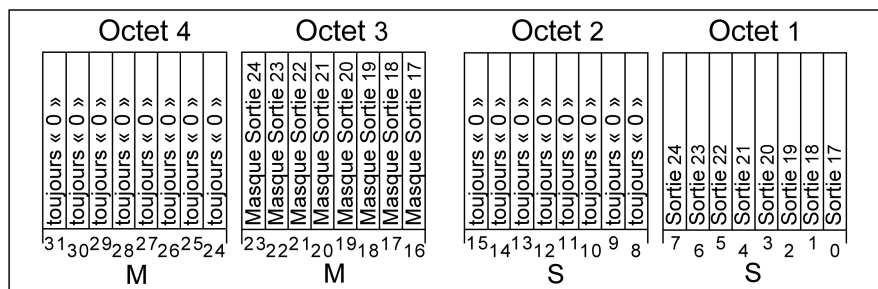 Octet 4 Octet 3 Octet 2 Octet 1
toujours « 0 »
toujours « 0 »
toujours « 0 »
toujours « 0 »
toujours « 0 »
toujours « 0 »
toujours « 0 »
toujours « 0 »
Masque Sortie 24
Masque Sortie 23
Masque Sortie 22
Masque Sortie 21
Masque Sortie 20
Masque Sortie 19
Masque Sortie 18
Masque Sortie 17
toujours « 0 »
toujours « 0 »
toujours « 0 »
toujours « 0 »
toujours « 0 »
toujours « 0 »
toujours « 0 »
toujours « 0 »
Sortie 24
Sortie 23
Sortie 22
Sortie 21
Sortie 20
Sortie 19
Sortie 18
Sortie 17
31 30 29 28 27 26 25 24 23 22 21 20 19 18 17 16 15 14 13 12 11 10 9 8 7 6 5 4 3 2 1 0
M M S S